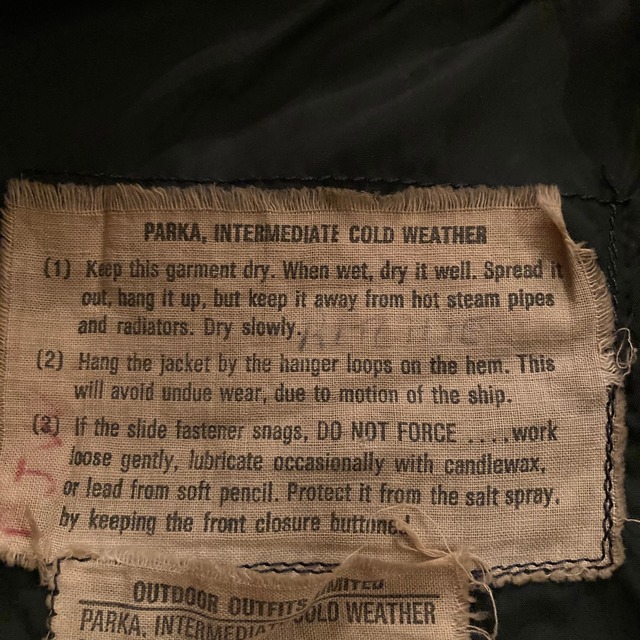 PARKA, INTERMEDIATE COLD WEATHER
(1) Keep this garment dry. When wet, dry it well. Spread it
out, hang it up, but keep it away from hot steam pipes
and radiators. Dry slowly.
(2) Hang the jacket by the hanger loops on the hem. This
will avoid undue wear, due to motion of the ship.
(3) If the slide fastener snags, DO NOT FORCE ....work
loose gently, lubricate occasionally with candlewax,
or lead from soft pencil. Protect it from the salt spray,
by keeping the front closure buttoned
OUTDOOR OUTFITS LIMITED
PARKA, INTERMEDIATE COLD WEATHER